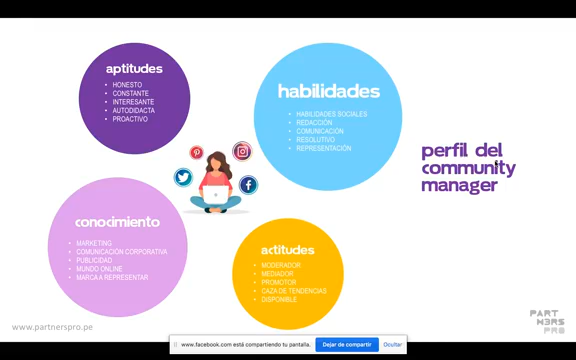 aptitudes
HONESTO
CONSTANTE
INTERESANTE
AUTODIDACTA
PROACTIVO
habilidades
HABILIDADES SOCIALES
REDACCIÓN
COMUNICACION
RESOLUTIVO
REPRESENTACIÓN
perfil del
community
manager
conocimiento
MARKETING
COMUNICACIÓN CORPORATIVA
PUBLICIDAD
MUNDO ONLINE
MARCA A REPRESENTAR
actitudes
MODERADOR
MEDIADOR
PROMOTOR
CAZA DE TENDENCIAS
DISPONIBLE
www.partnerspro.pe
PART
N3RS
PRO
www.facebook.com está compartiendo tu pantalla.
Dejar de compartir
Ocultar